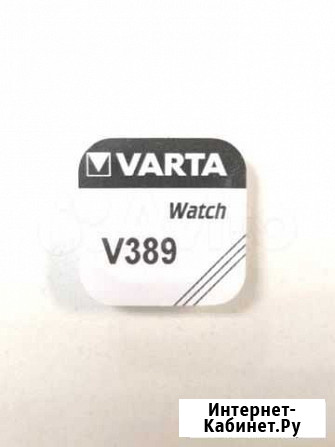 VARTA
Watch
V389
Интернет-
Кабинет.Ру